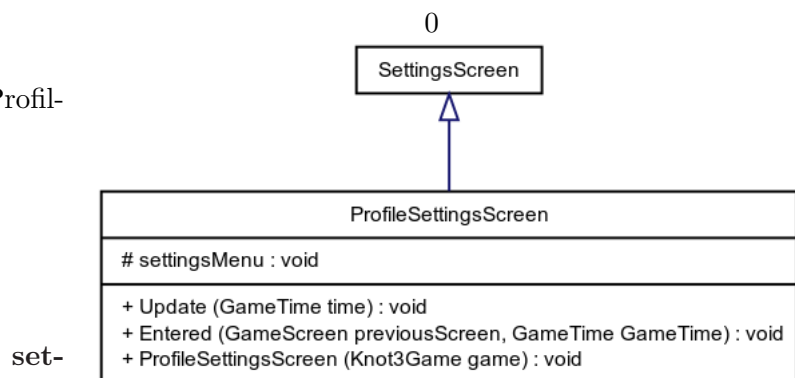 0
SettingsScreen
Profil-
ProfileSettingsScreen
# settingsMenu : void
+ Update (GameTime time) : void
+ Entered (GameScreen previousScreen, GameTime GameTime) : void
set-
+ ProfileSettingsScreen (Knot3Game game) : void